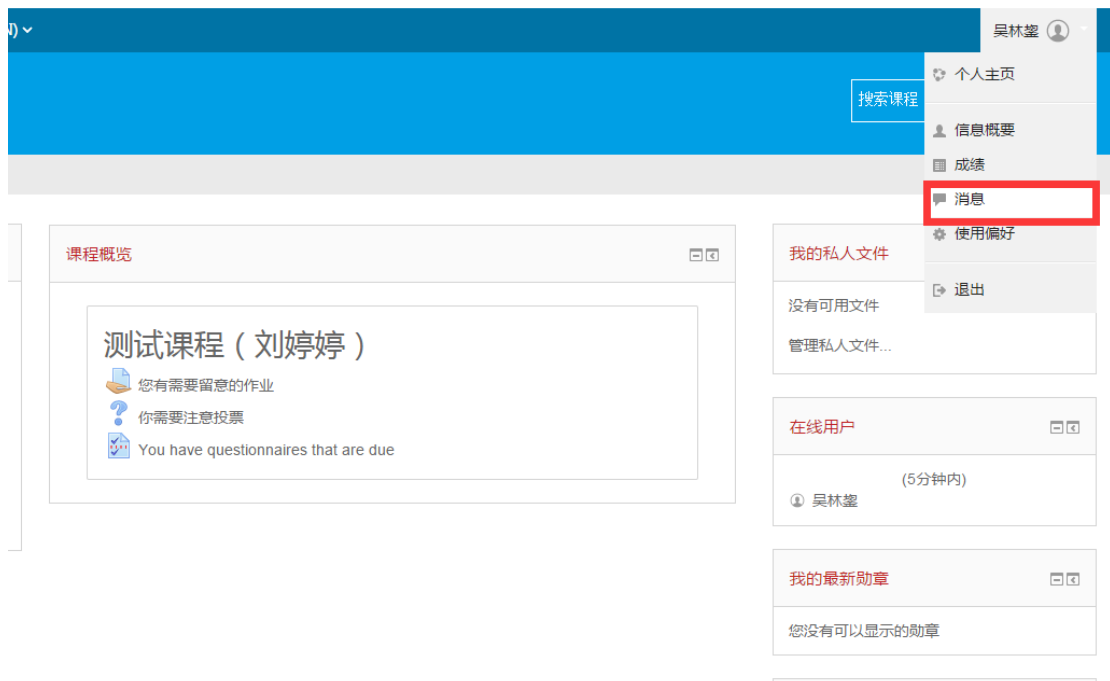 吴林鋆
个人主页
搜索课程
信息概要
成绩
消息
使用偏好
退出
课程概览
测试课程（刘婷婷）
您有需要留意的作业
你需要注意投票
You have questionnaires that are due
我的私人文件
没有可用文件
管理私人文件...
在线用户
(5分钟内)
吴林鋆
我的最新勋章
您没有可以显示的勋章